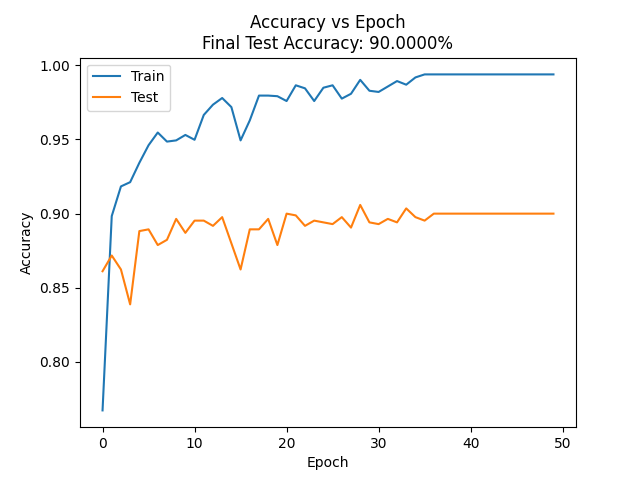 Accuracy vs Epoch
Final Test Accuracy: 90.0000%
1.00
0.95
0.90
0.85
0.80
Train
Test
Accuracy
0
10
20
30
40
50
Epoch